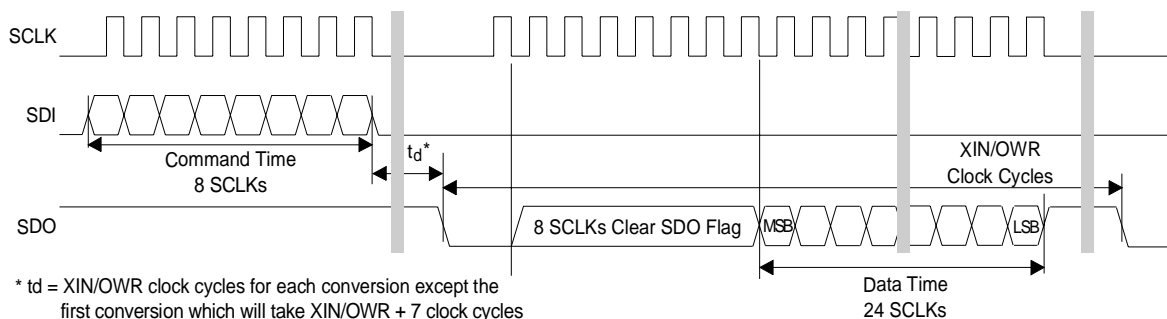 SCLK
SDI
Command Time
8 SCLKs
td*
XIN/OWR
Clock Cycles
SDO
8 SCLKs Clear SDO Flag
MSB
LSB
* td = XIN/OWR clock cycles for each conversion except the
first conversion which will take XIN/OWR + 7 clock cycles
Data Time
24 SCLKs